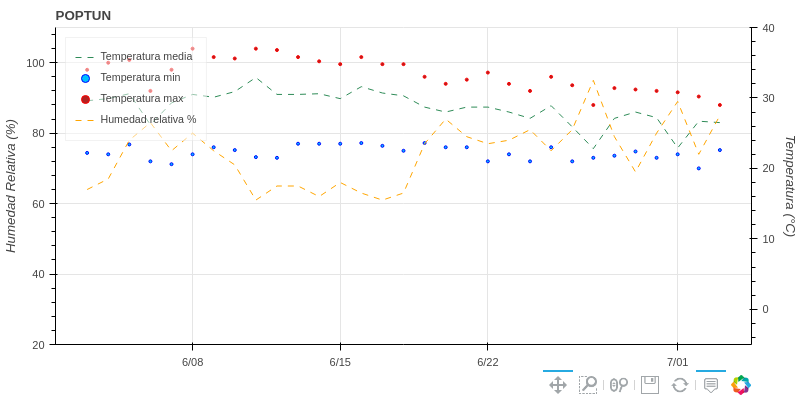 POPTUN
Temperatura media
Temperatura min
Temperatura max
Humedad relativa %
Humedad Relativa (%)
100
80
60
40
20
Temperatura (°C)
40
30
20
10
0
6/08 6/15 6/22 7/01